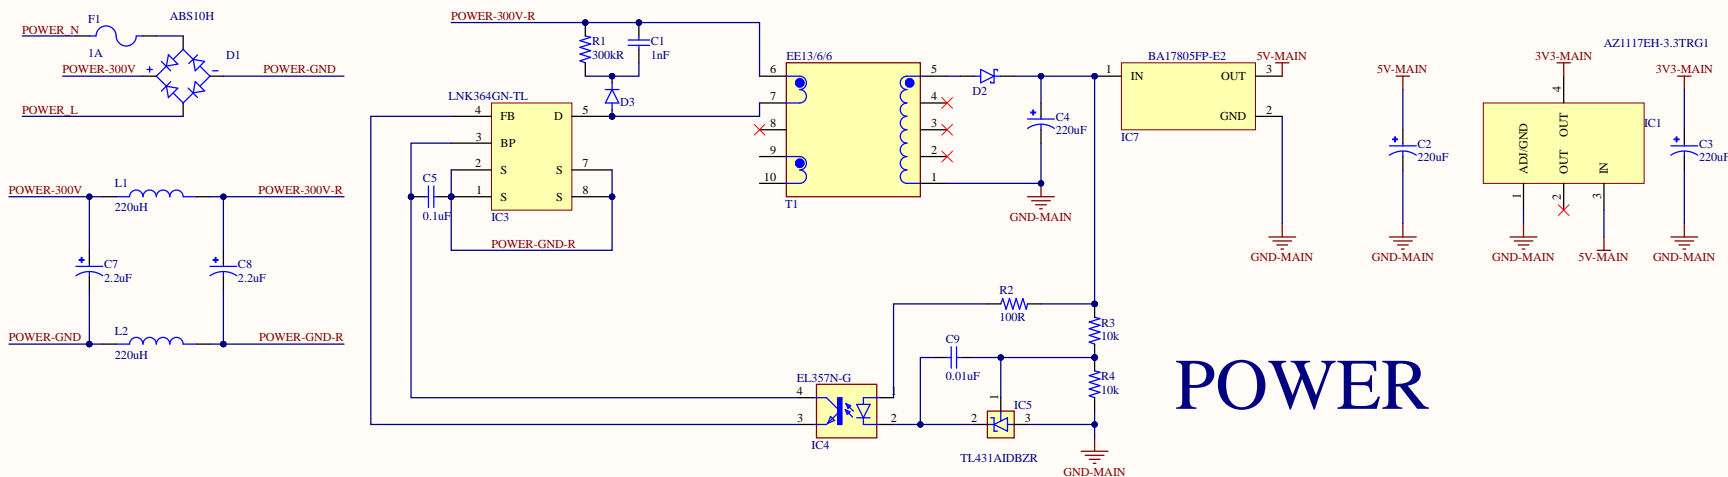 F1
ABS10H
POWER_N
1A
D1
POWER-300V
+
−
POWER-GND
POWER_L
POWER-300V
L1
220uH
POWER-300V-R
C7
2.2uF
C8
2.2uF
POWER-GND
L2
220uH
POWER-GND-R
POWER-300V-R
R1
300kR
C1
1nF
D3
LNK364GN-TL
4 FB
D 5
3 BP
2 S
S 7
1 S
S 8
IC3
C5
0.1uF
POWER-GND-R
EE13/6/6
6
7
8
9
10
5
4
3
2
1
T1
D2
C4
220uF
GND-MAIN
BA17805FP-E2
1 IN
OUT 3
GND 2
IC7
5V-MAIN
GND-MAIN
5V-MAIN
C2
220uF
GND-MAIN
AZ1117EH-3.3TRG1
3V3-MAIN
4
OUT
ADJ/GND
OUT
IN
IC1
1
2
3
GND-MAIN
5V-MAIN
3V3-MAIN
C3
220uF
GND-MAIN
R2
100R
R3
10k
C9
0.01uF
R4
10k
EL357N-G
4
3
1
2
IC4
1
2
3
IC5
TL431AIDBZR
GND-MAIN
POWER